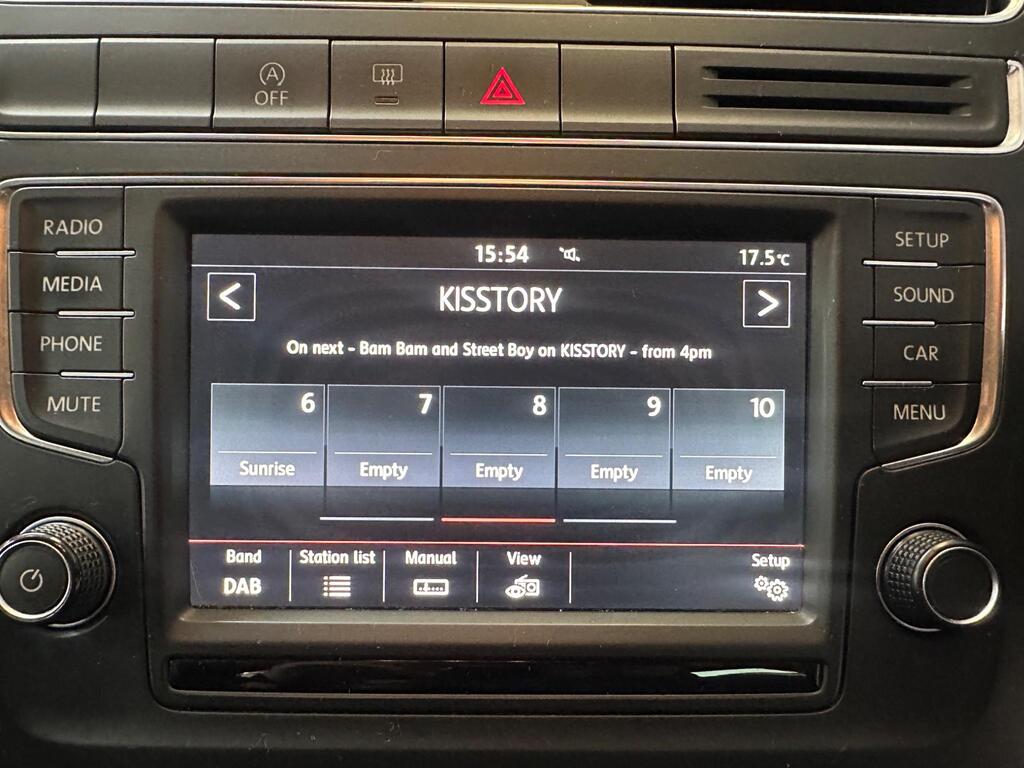 A
OFF
RADIO
MEDIA
PHONE
MUTE
15:54
17.5°C
<
KISSTORY
>
On next - Bam Bam and Street Boy on KISSTORY - from 4pm
6 7 8 9 10
Sunrise Empty Empty Empty Empty
Band Station list Manual View Setup
DAB
SETUP
SOUND
CAR
MENU